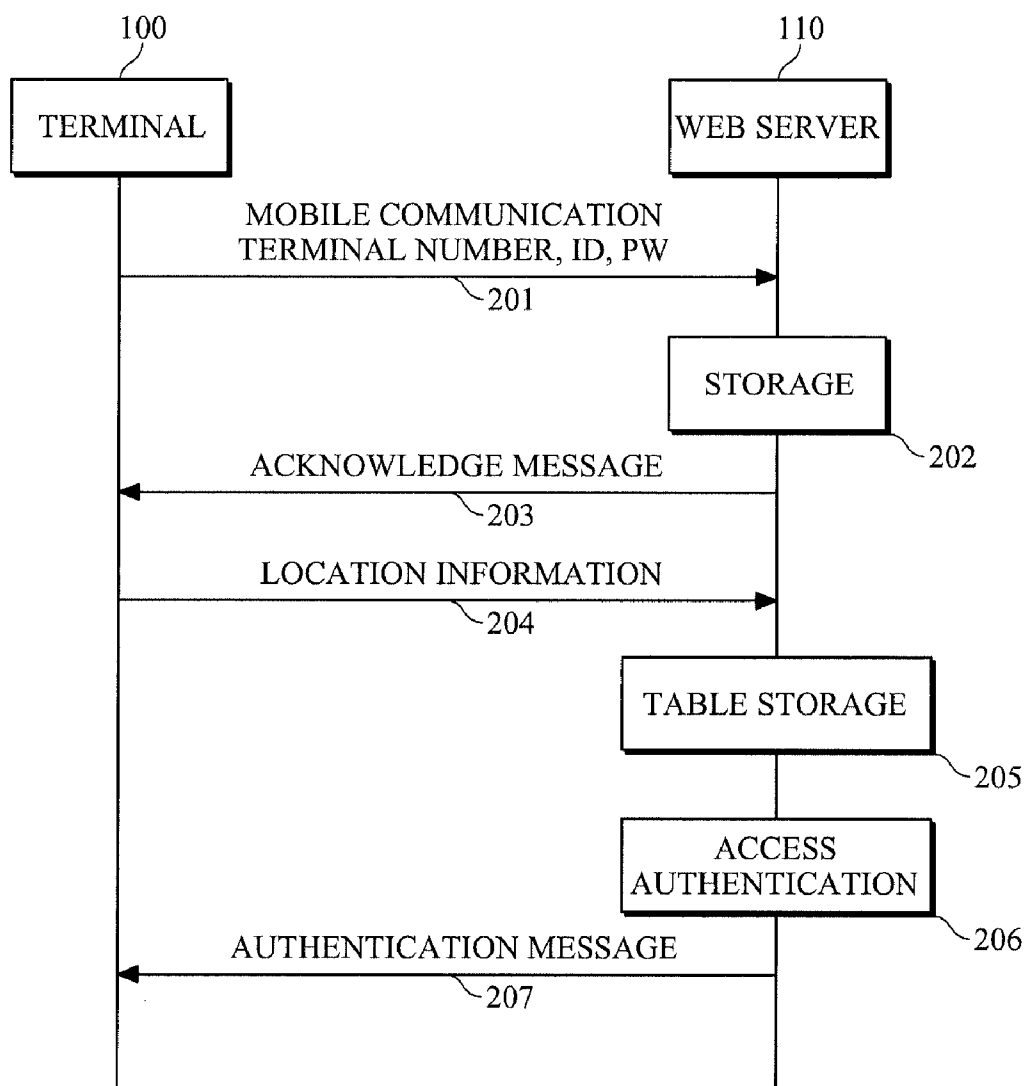 100
110
TERMINAL
WEB SERVER
MOBILE COMMUNICATION
TERMINAL NUMBER, ID, PW
201
STORAGE
202
ACKNOWLEDGE MESSAGE
203
LOCATION INFORMATION
204
TABLE STORAGE
205
ACCESS
AUTHENTICATION
206
AUTHENTICATION MESSAGE
207